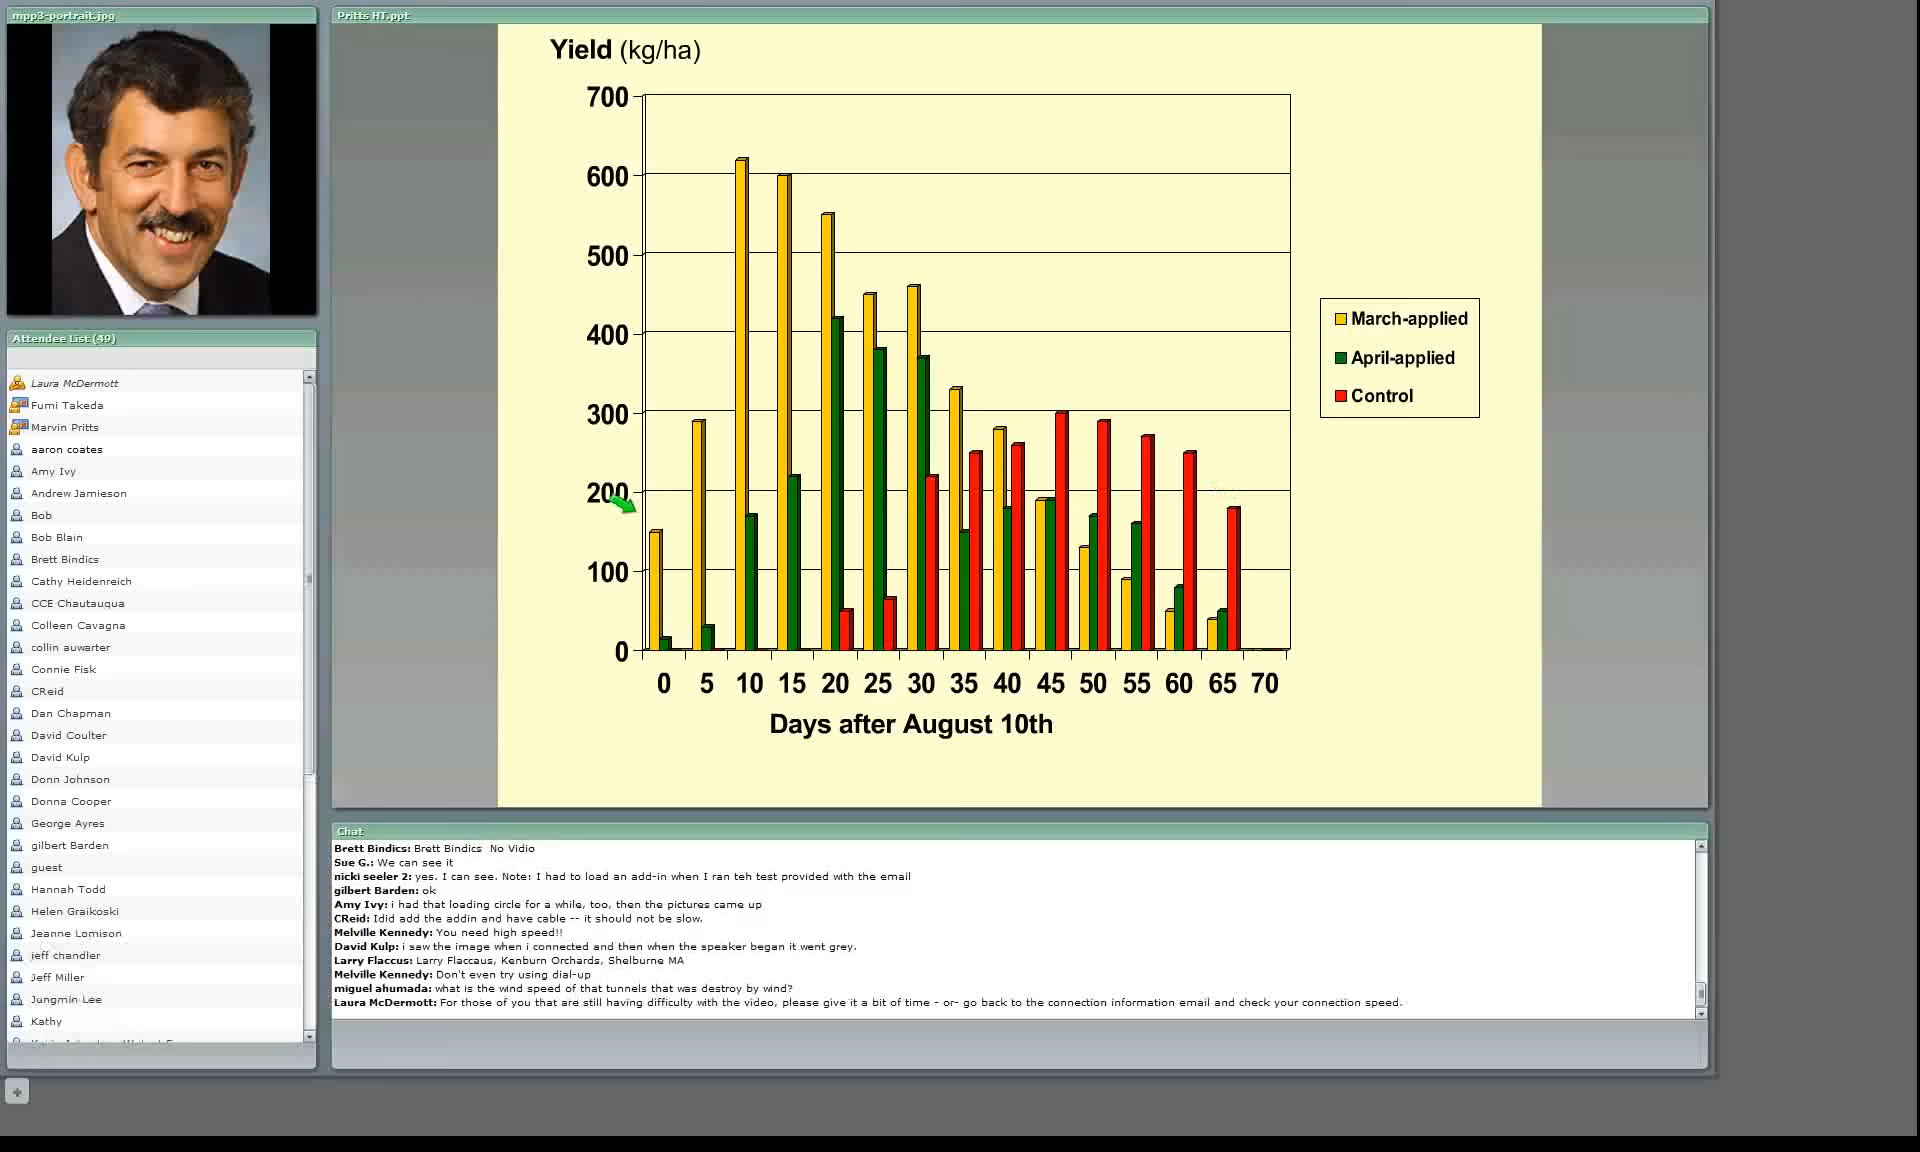 mpp3-portrait.jpg
Attendee List (49)
Laura McDermott
Fumi Takeda
Marvin Pritts
aaron coates
Amy Ivy
Andrew Jamieson
Bob
Bob Blain
Brett Bindics
Cathy Heidenreich
CCE Chautauqua
Colleen Cavagna
collin auwarter
Connie Fisk
CReid
Dan Chapman
David Coulter
David Kulp
Donn Johnson
Donna Cooper
George Ayres
gilbert Barden
guest
Hannah Todd
Helen Graikoski
Jeanne Lomison
jeff chandler
Jeff Miller
Jungmin Lee
Kathy
Pritts HT.ppt
Yield (kg/ha)
700
600
500
400
300
200
100
0
0 5 10 15 20 25 30 35 40 45 50 55 60 65 70
Days after August 10th
March-applied
April-applied
Control
Chat
Brett Bindics: Brett Bindics No Vidio
Sue G.: We can see it
nicki seeler 2: yes. I can see. Note: I had to load an add-in when I ran teh test provided with the email
gilbert Barden: ok
Amy Ivy: i had that loading circle for a while, too, then the pictures came up
CReid: Idid add the addin and have cable -- it should not be slow.
Melville Kennedy: You need high speed!!
David Kulp: i saw the image when i connected and then when the speaker began it went grey.
Larry Flaccus: Larry Flaccaus, Kenburn Orchards, Shelburne MA
Melville Kennedy: Don't even try using dial-up
miguel ahumada: what is the wind speed of that tunnels that was destroy by wind?
Laura McDermott: For those of you that are still having difficulty with the video, please give it a bit of time - or- go back to the connection information email and check your connection speed.